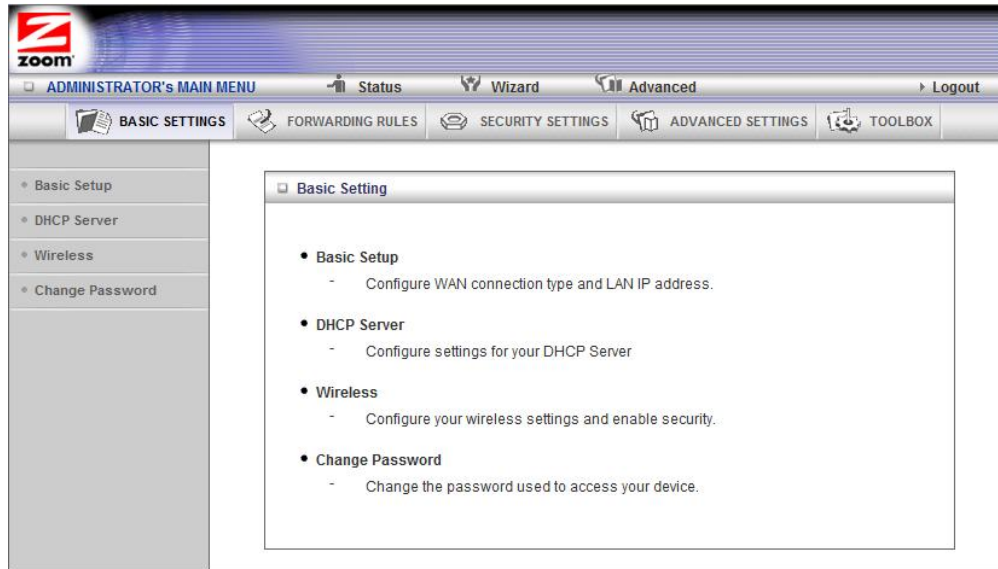 zoom
ADMINISTRATOR's MAIN MENU Status Wizard Advanced Logout
BASIC SETTINGS FORWARDING RULES SECURITY SETTINGS ADVANCED SETTINGS TOOLBOX
Basic Setup
DHCP Server
Wireless
Change Password
Basic Setting
Basic Setup
- Configure WAN connection type and LAN IP address.
DHCP Server
- Configure settings for your DHCP Server
Wireless
- Configure your wireless settings and enable security.
Change Password
- Change the password used to access your device.